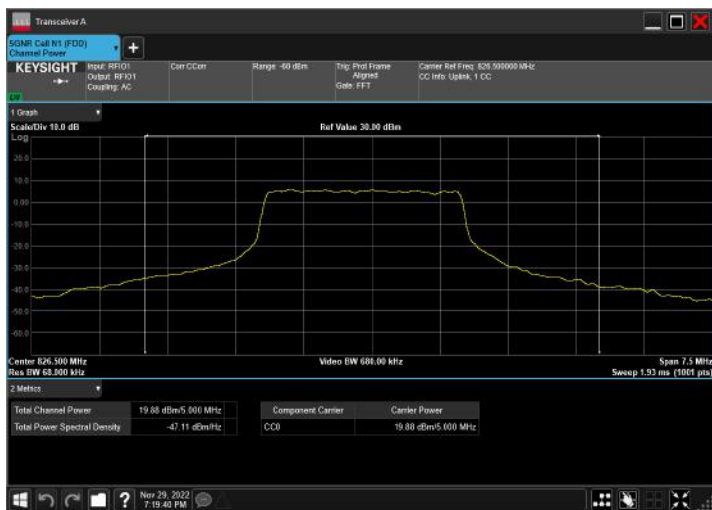 Transceiver A
5GNR Cell N1 (FDD)
Channel Power
KEYSIGHT
Input: RFIO1
Output: RFIO1
Coupling: AC
Corr CCorr
Range: -60 dBm
Trig: Prot Frame
Aligned
Gate: FFT
Carrier Ref Freq: 826.500000 MHz
CC Info: Uplink, 1 CC
1 Graph
Scale/Div 10.0 dB
Ref Value 30.00 dBm
Log
20.0
10.0
0.00
-10.0
-20.0
-30.0
-40.0
-50.0
-60.0
Center 826.500 MHz
Video BW 680.00 kHz
Span 7.5 MHz
Res BW 68.000 kHz
Sweep 1.93 ms (1001 pts)
2 Metrics
Total Channel Power 19.88 dBm/5.000 MHz
Total Power Spectral Density -47.11 dBm/Hz
Component Carrier Carrier Power
CC0 19.88 dBm/5.000 MHz
Nov 29, 2022
7:19:40 PM